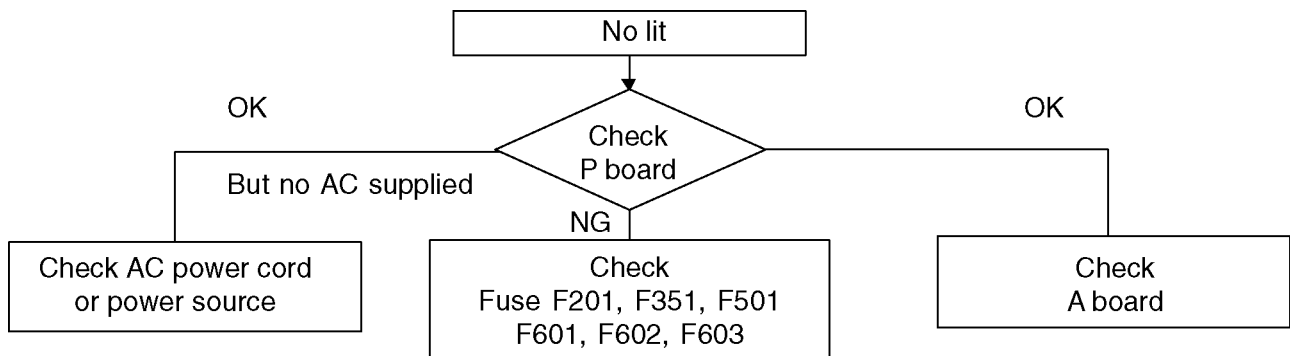 No lit
OK
OK
Check
P board
But no AC supplied
NG
Check AC power cord
or power source
Check
Fuse F201, F351, F501
F601, F602, F603
Check
A board